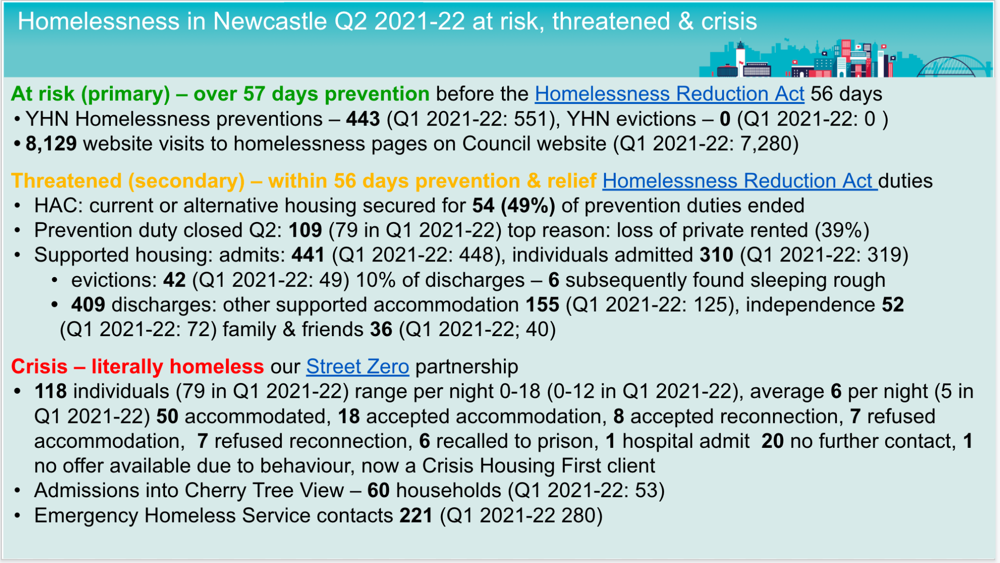 Homelessness in Newcastle Q2 2021-22 at risk, threatened & crisis
At risk (primary) – over 57 days prevention before the Homelessness Reduction Act 56 days
• YHN Homelessness preventions – 443 (Q1 2021-22: 551), YHN evictions – 0 (Q1 2021-22: 0 )
• 8,129 website visits to homelessness pages on Council website (Q1 2021-22: 7,280)
Threatened (secondary) – within 56 days prevention & relief Homelessness Reduction Act duties
• HAC: current or alternative housing secured for 54 (49%) of prevention duties ended
• Prevention duty closed Q2: 109 (79 in Q1 2021-22) top reason: loss of private rented (39%)
• Supported housing: admits: 441 (Q1 2021-22: 448), individuals admitted 310 (Q1 2021-22: 319)
• evictions: 42 (Q1 2021-22: 49) 10% of discharges – 6 subsequently found sleeping rough
• 409 discharges: other supported accommodation 155 (Q1 2021-22: 125), independence 52
(Q1 2021-22: 72) family & friends 36 (Q1 2021-22; 40)
Crisis – literally homeless our Street Zero partnership
• 118 individuals (79 in Q1 2021-22) range per night 0-18 (0-12 in Q1 2021-22), average 6 per night (5 in
Q1 2021-22) 50 accommodated, 18 accepted accommodation, 8 accepted reconnection, 7 refused
accommodation,  7 refused reconnection, 6 recalled to prison, 1 hospital admit  20 no further contact, 1
no offer available due to behaviour, now a Crisis Housing First client
• Admissions into Cherry Tree View – 60 households (Q1 2021-22: 53)
• Emergency Homeless Service contacts 221 (Q1 2021-22 280)